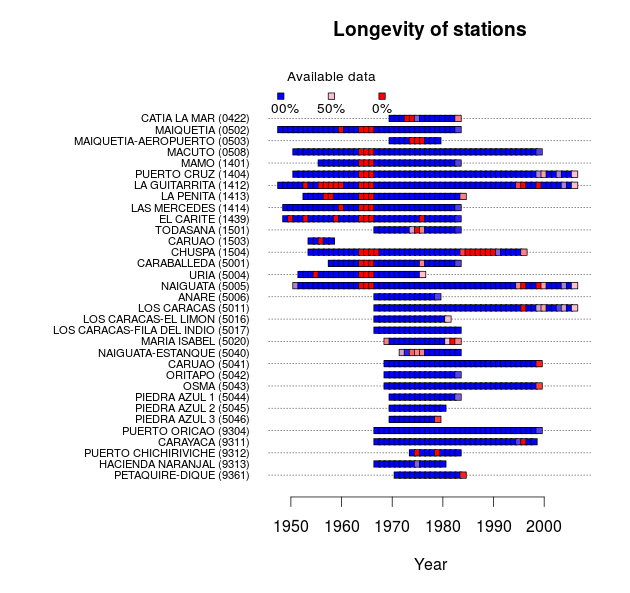 Longevity of stations
Available data
00% 50% 0%
CATIA LA MAR (0422)
MAIQUETIA (0502)
MAIQUETIA-AEROPUERTO (0503)
MACUTO (0508)
MAMO (1401)
PUERTO CRUZ (1404)
LA GUITARRITA (1412)
LA PENITA (1413)
LAS MERCEDES (1414)
EL CARITE (1439)
TODASANA (1501)
CARUAO (1503)
CHUSPA (1504)
CARABALLEDA (5001)
URIA (5004)
NAIGUATA (5005)
ANARE (5006)
LOS CARACAS (5011)
LOS CARACAS-EL LIMON (5016)
LOS CARACAS-FILA DEL INDIO (5017)
MARIA ISABEL (5020)
NAIGUATA-ESTANQUE (5040)
CARUAO (5041)
ORITAPO (5042)
OSMA (5043)
PIEDRA AZUL 1 (5044)
PIEDRA AZUL 2 (5045)
PIEDRA AZUL 3 (5046)
PUERTO ORICAO (9304)
CARAYACA (9311)
PUERTO CHICHIRIVICHE (9312)
HACIENDA NARANJAL (9313)
PETAQUIRE-DIQUE (9361)
1950 1960 1970 1980 1990 2000
Year